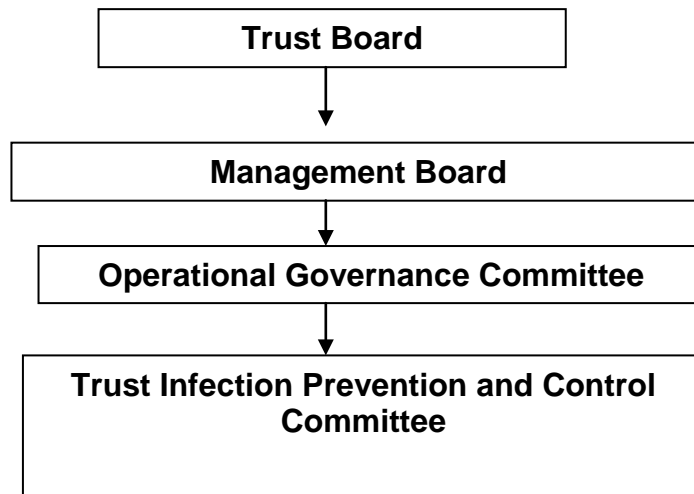 Trust Board
Management Board
Operational Governance Committee
Trust Infection Prevention and Control
Committee